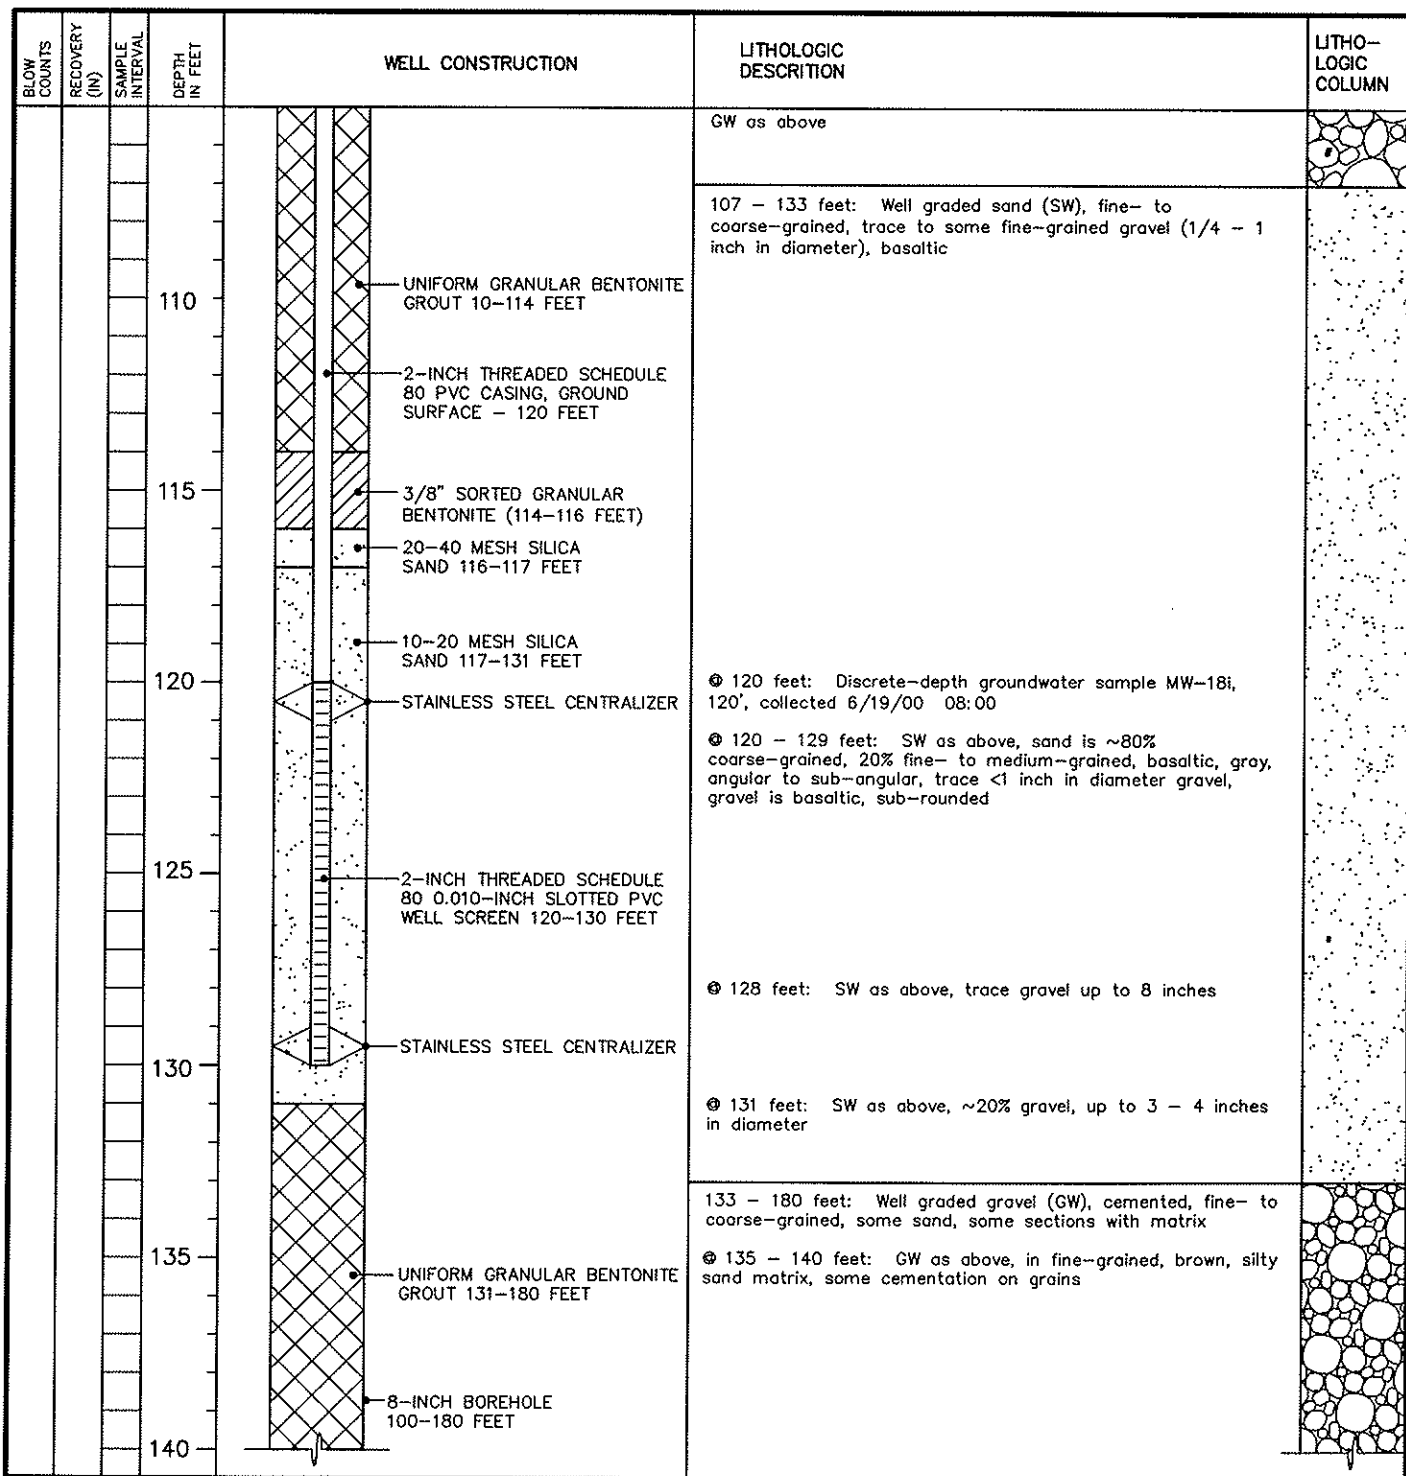 BLOW
COUNTS
RECOVERY
(IN)
SAMPLE
INTERVAL
DEPTH
IN FEET
WELL CONSTRUCTION
LITHOLOGIC
DESCRITION
LITHO-
LOGIC
COLUMN
GW as above
107 - 133 feet: Well graded sand (SW), fine- to
coarse-grained, trace to some fine-grained gravel (1/4 - 1
inch in diameter), basaltic
UNIFORM GRANULAR BENTONITE
GROUT 10-114 FEET
110
2-INCH THREADED SCHEDULE
80 PVC CASING, GROUND
SURFACE - 120 FEET
115
3/8" SORTED GRANULAR
BENTONITE (114-116 FEET)
20-40 MESH SILICA
SAND 116-117 FEET
10-20 MESH SILICA
SAND 117-131 FEET
120
STAINLESS STEEL CENTRALIZER
@ 120 feet: Discrete-depth groundwater sample MW-18i,
120', collected 6/19/00 08:00
@ 120 - 129 feet: SW as above, sand is ~80%
coarse-grained, 20% fine- to medium-grained, basaltic, gray,
angular to sub-angular, trace <1 inch in diameter gravel,
gravel is basaltic, sub-rounded
125
2-INCH THREADED SCHEDULE
80 0.010-INCH SLOTTED PVC
WELL SCREEN 120-130 FEET
@ 128 feet: SW as above, trace gravel up to 8 inches
STAINLESS STEEL CENTRALIZER
130
@ 131 feet: SW as above, ~20% gravel, up to 3 - 4 inches
in diameter
133 - 180 feet: Well graded gravel (GW), cemented, fine- to
coarse-grained, some sand, some sections with matrix
@ 135 - 140 feet: GW as above, in fine-grained, brown, silty
sand matrix, some cementation on grains
135
UNIFORM GRANULAR BENTONITE
GROUT 131-180 FEET
8-INCH BOREHOLE
100-180 FEET
140